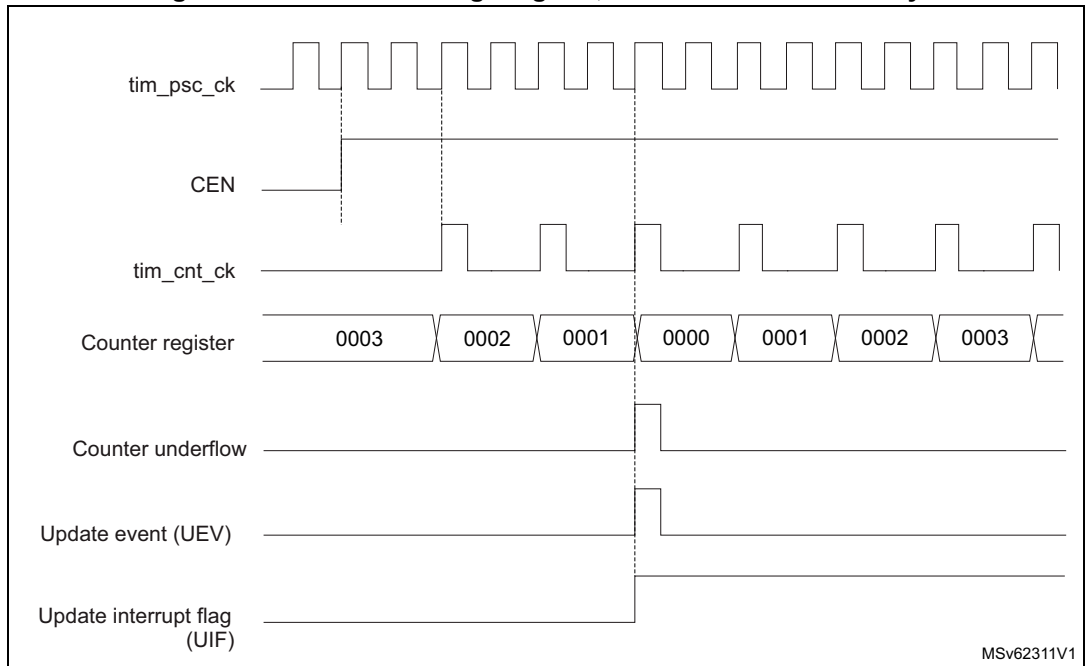 tim_psc_ck
CEN
tim_cnt_ck
Counter register
0003
0002
0001
0000
0001
0002
0003
Counter underflow
Update event (UEV)
Update interrupt flag
(UIF)
MSv62311V1